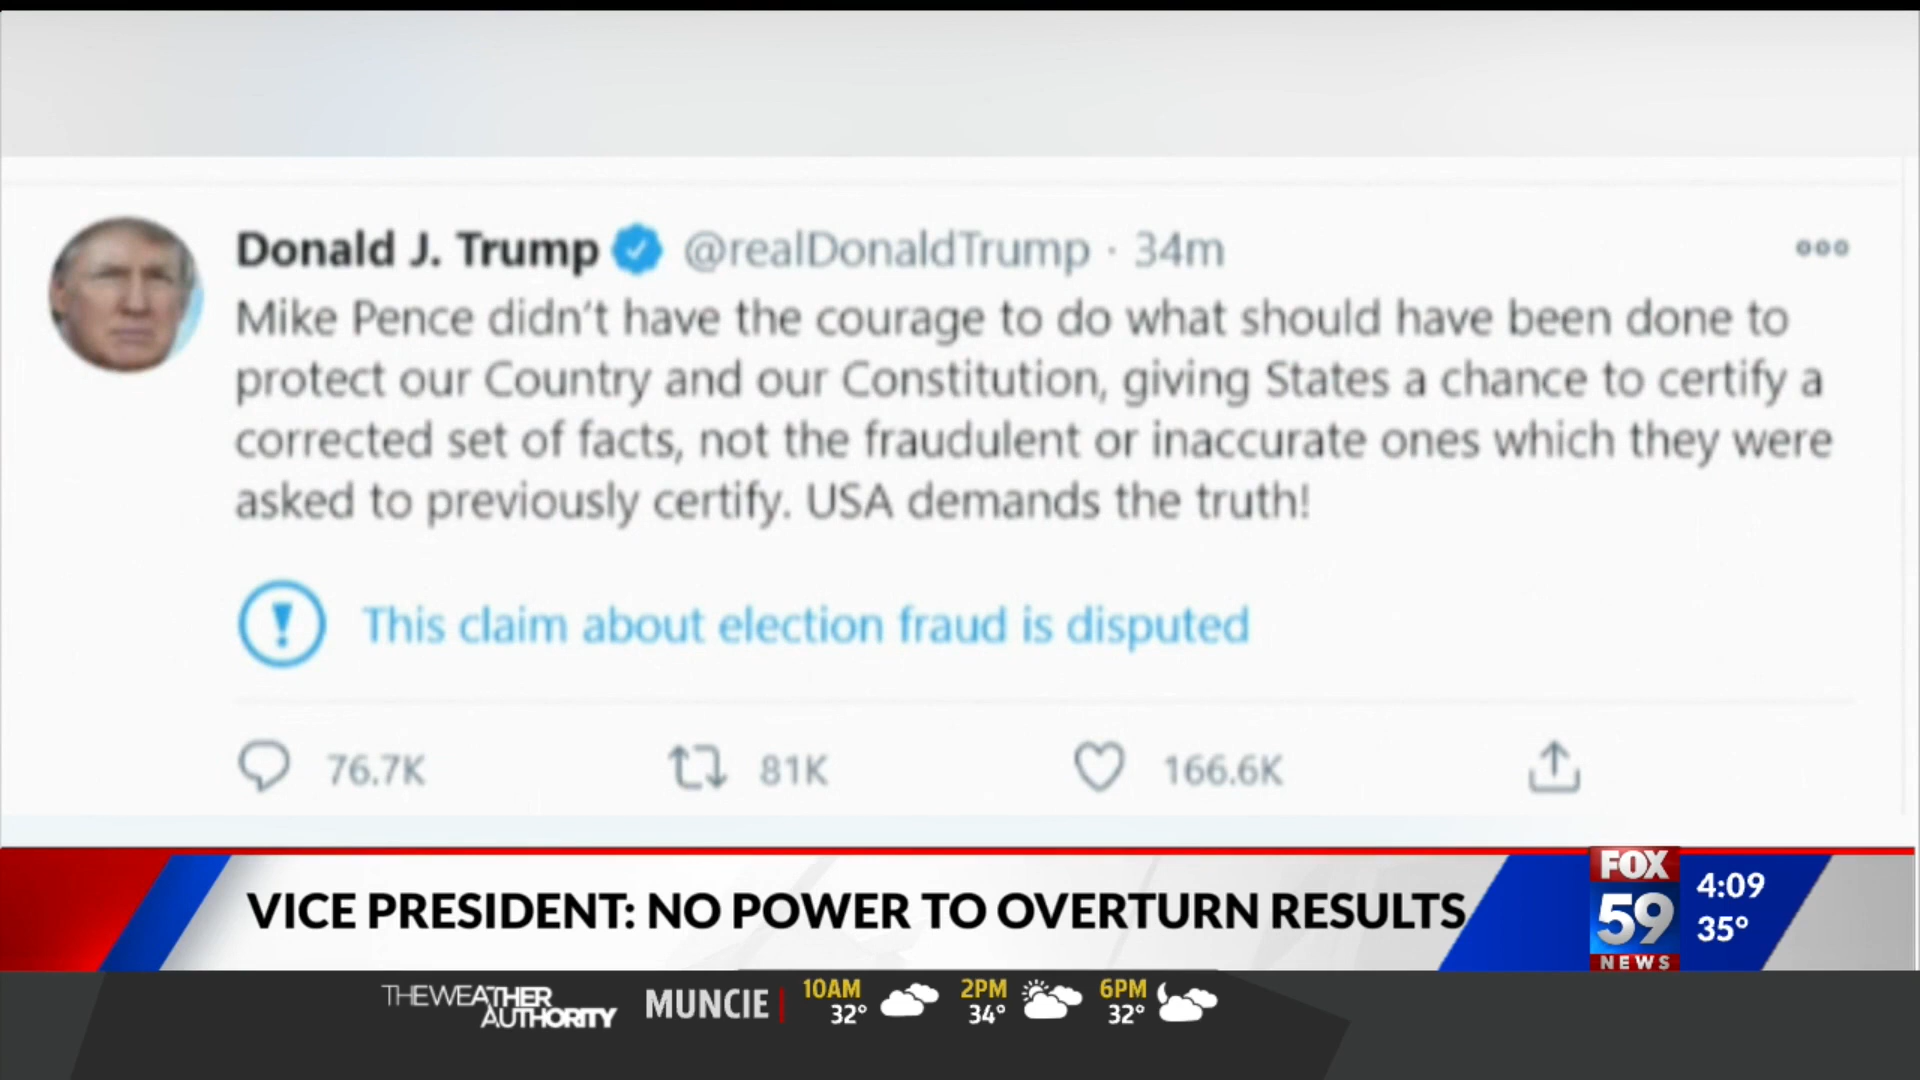 Donald J. Trump @realDonaldTrump · 34m
Mike Pence didn't have the courage to do what should have been done to
protect our Country and our Constitution, giving States a chance to certify a
corrected set of facts, not the fraudulent or inaccurate ones which they were
asked to previously certify. USA demands the truth!
This claim about election fraud is disputed
76.7K 81K 166.6K
VICE PRESIDENT: NO POWER TO OVERTURN RESULTS
FOX
59
NEWS
4:09
35°
THEWEATHER
AUTHORITY
MUNCIE
10AM
32°
2PM
34°
6PM
32°